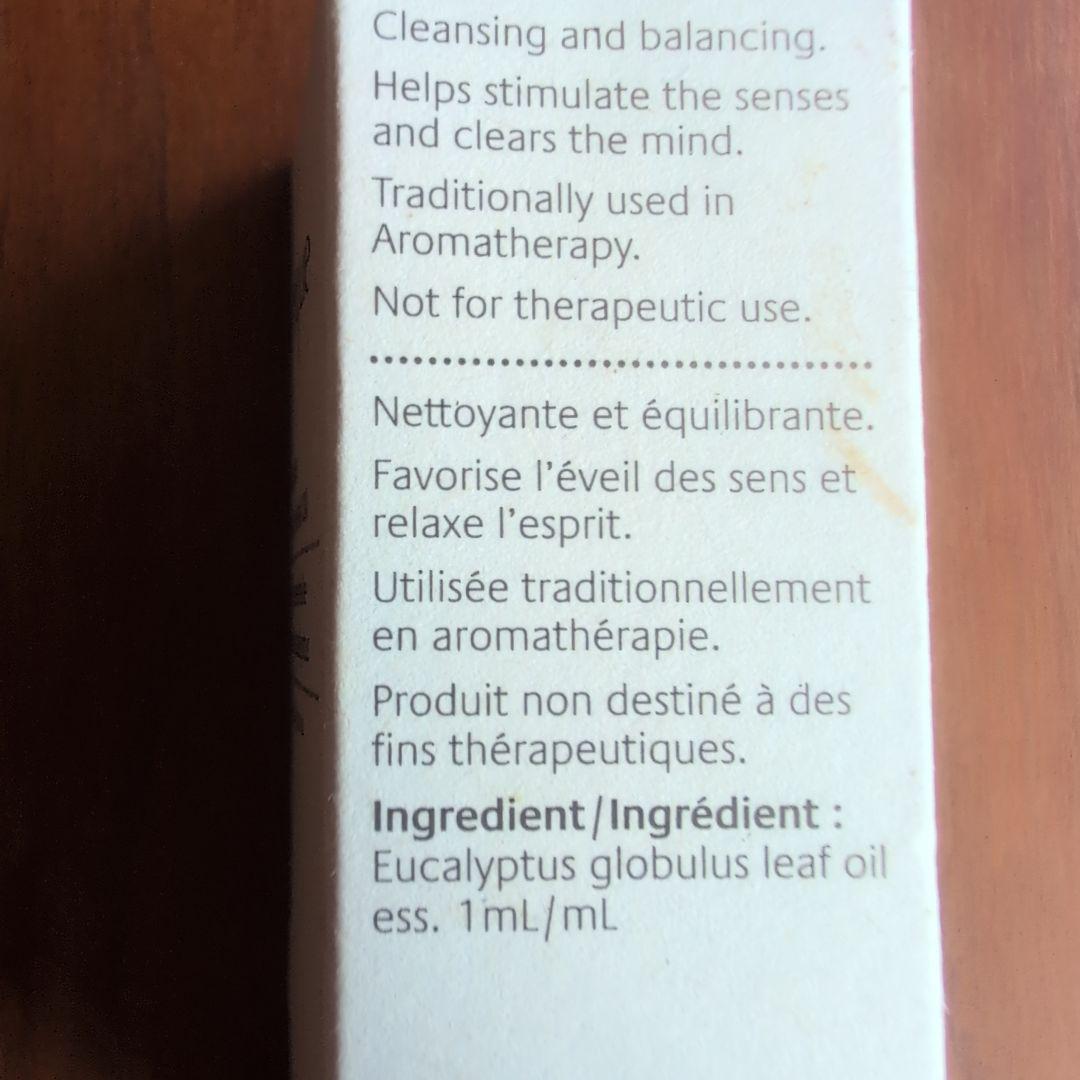 Cleansing and balancing.
Helps stimulate the senses
and clears the mind.
Traditionally used in
Aromatherapy.
Not for therapeutic use.
Nettoyante et équilibrante.
Favorise l’éveil des sens et
relaxe l’esprit.
Utilisée traditionnellement
en aromathérapie.
Produit non destiné à des
fins thérapeutiques.
Ingredient/Ingrédient :
Eucalyptus globulus leaf oil
ess. 1mL/mL